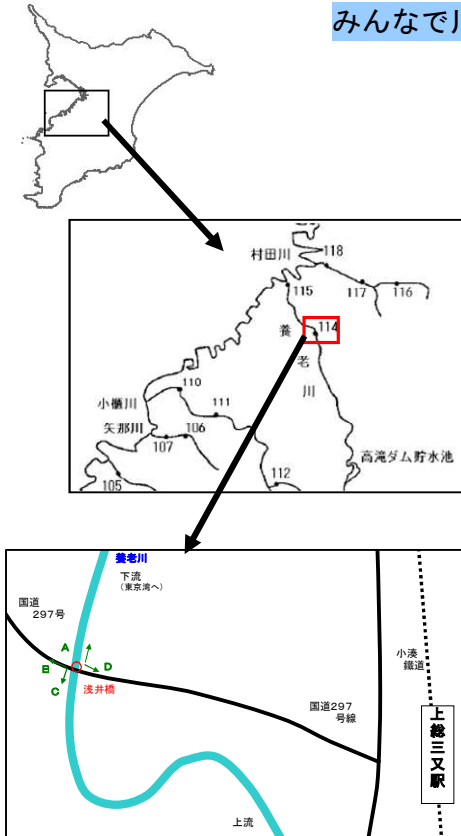 みんなで川
村田川
118
115
117
116
養老川
114
110
小櫃川
111
矢那川
107
106
高滝ダム貯水池
112
105
養老川
下流
(東京湾へ)
国道
297号
A
B
D
C
浅井橋
小湊
鐵道
国道297
号線
上総三又駅
上流